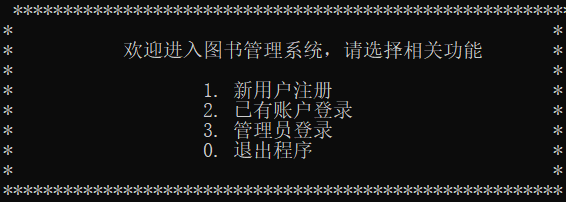 ********************************************************
*                                                      *
*           欢迎进入图书管理系统，请选择相关功能           *
*                                                      *
*                   1. 新用户注册                       *
*                   2. 已有账户登录                     *
*                   3. 管理员登录                       *
*                   0. 退出程序                         *
*                                                      *
********************************************************